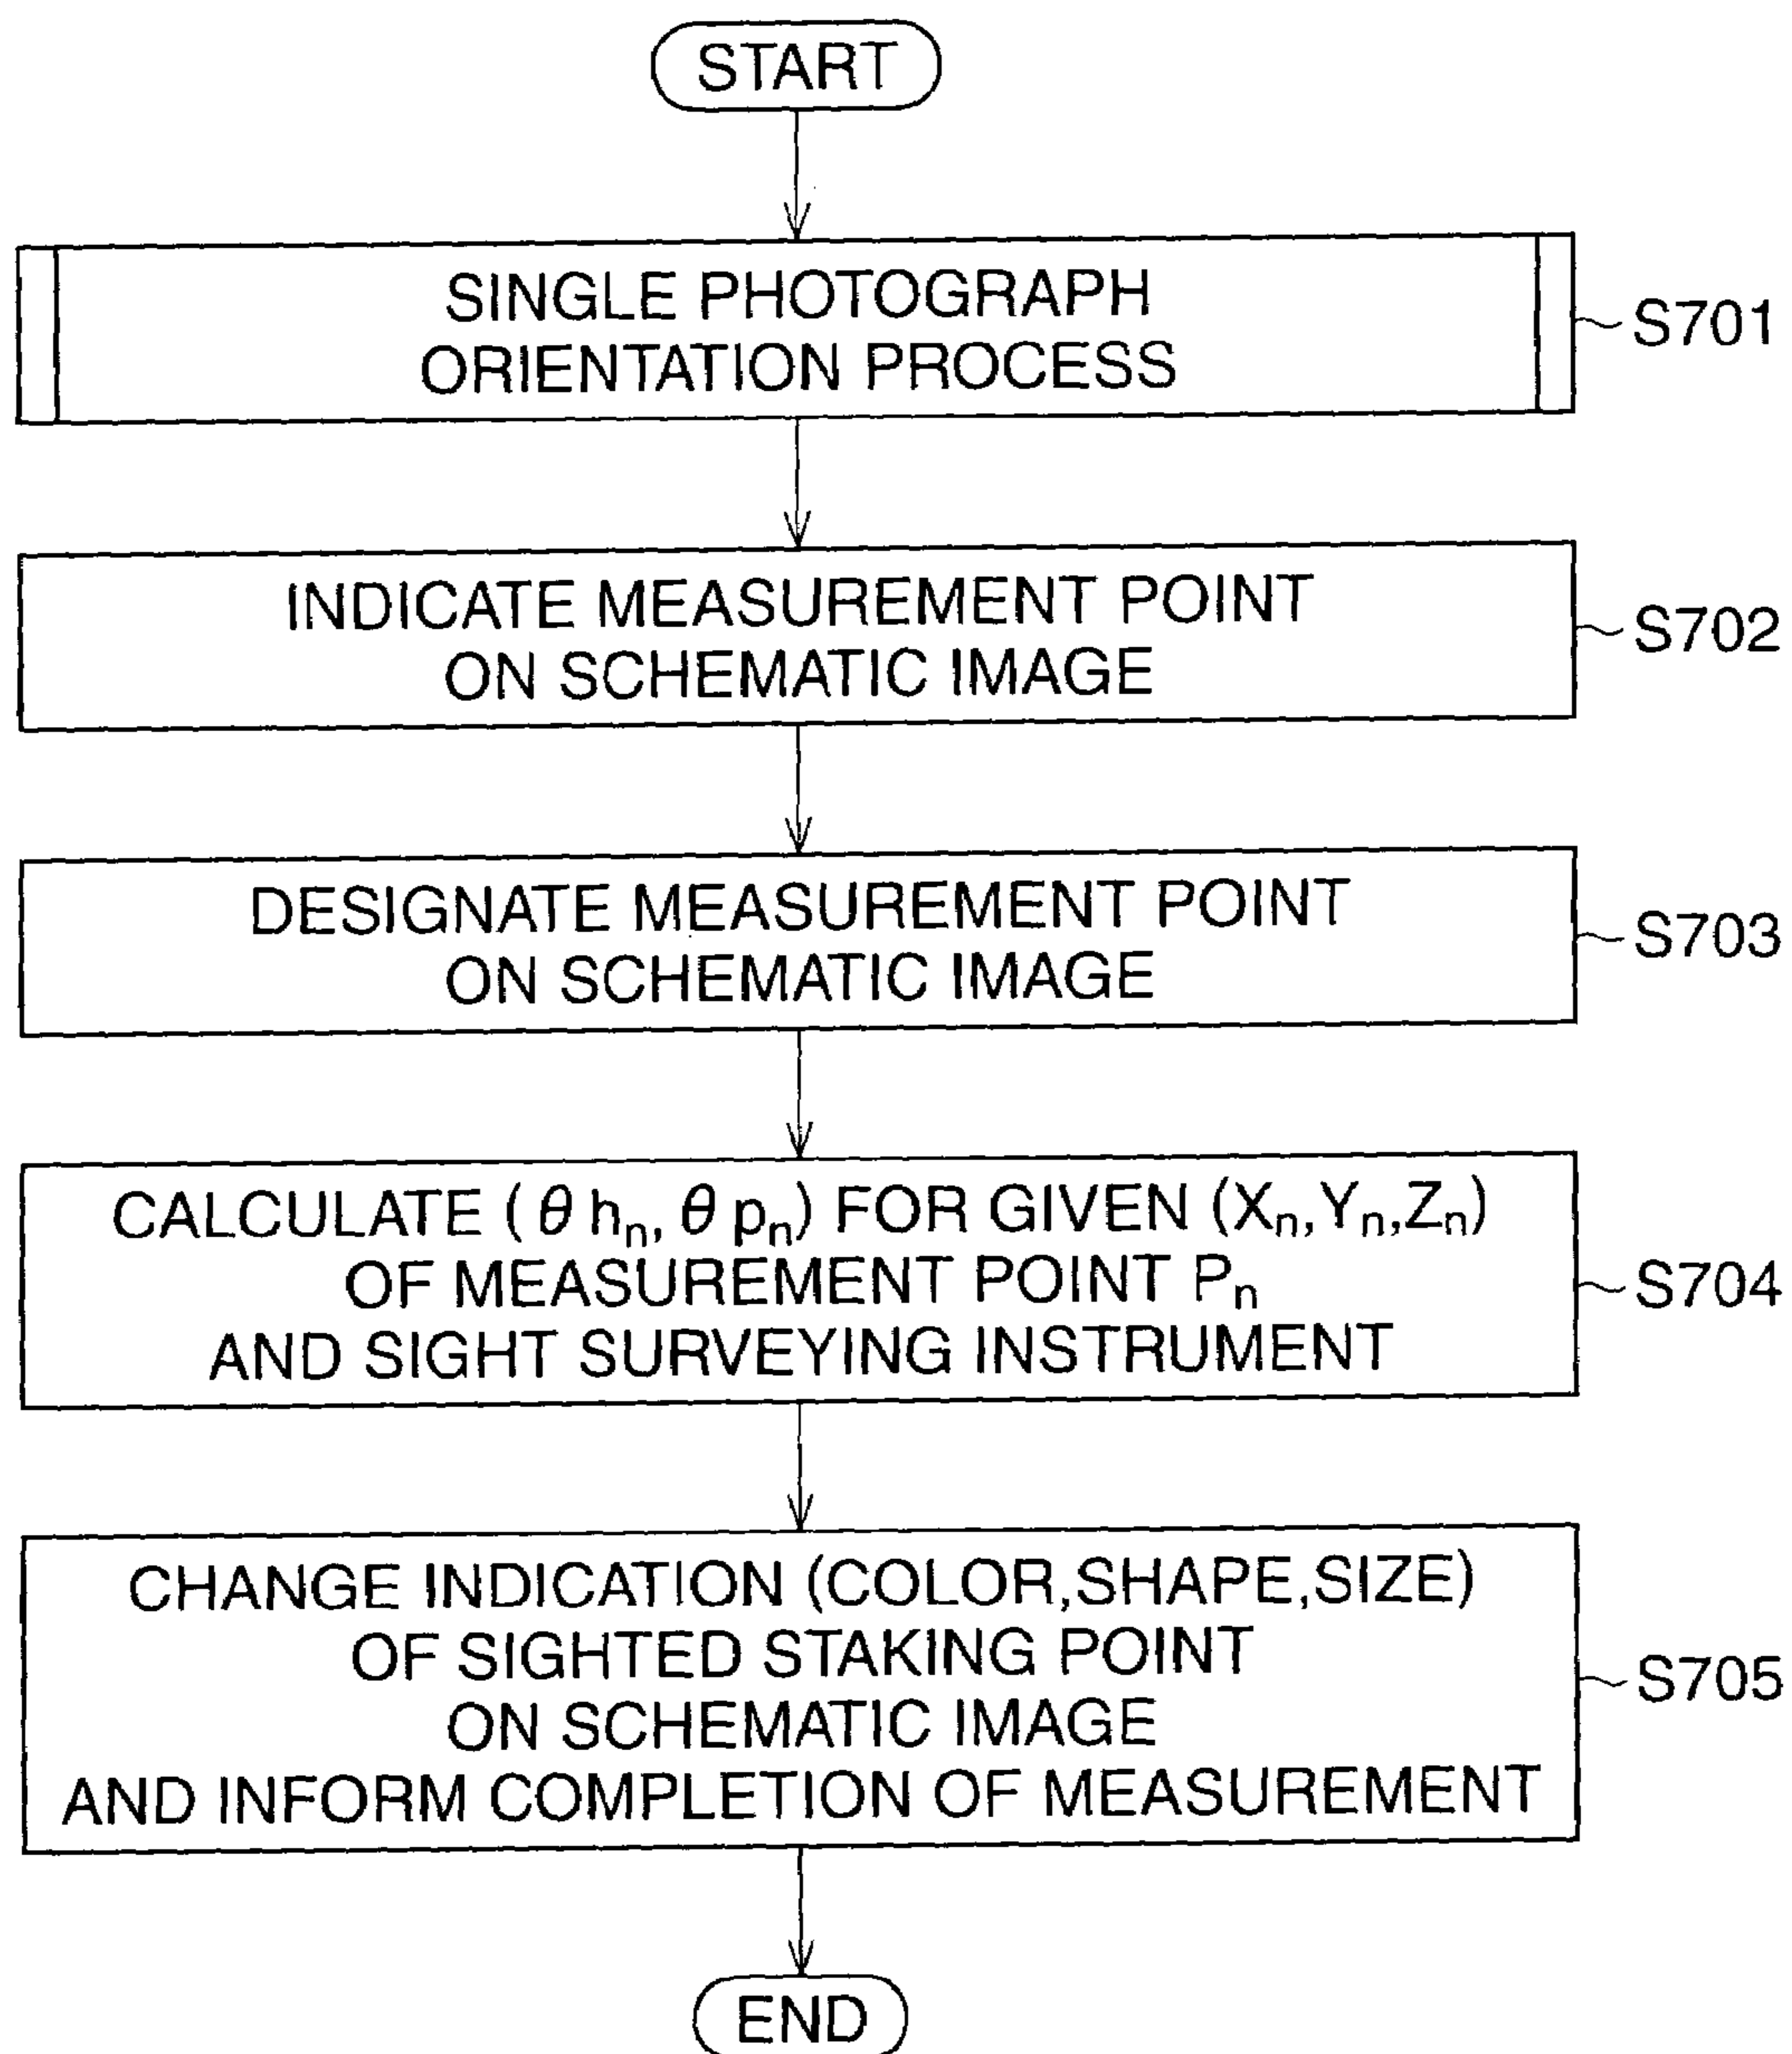 START
SINGLE PHOTOGRAPH
ORIENTATION PROCESS
S701
INDICATE MEASUREMENT POINT
ON SCHEMATIC IMAGE
S702
DESIGNATE MEASUREMENT POINT
ON SCHEMATIC IMAGE
S703
CALCULATE (θhₙ, θpₙ) FOR GIVEN (Xₙ,Yₙ,Zₙ)
OF MEASUREMENT POINT Pₙ
AND SIGHT SURVEYING INSTRUMENT
S704
CHANGE INDICATION (COLOR,SHAPE,SIZE)
OF SIGHTED STAKING POINT
ON SCHEMATIC IMAGE
AND INFORM COMPLETION OF MEASUREMENT
S705
END